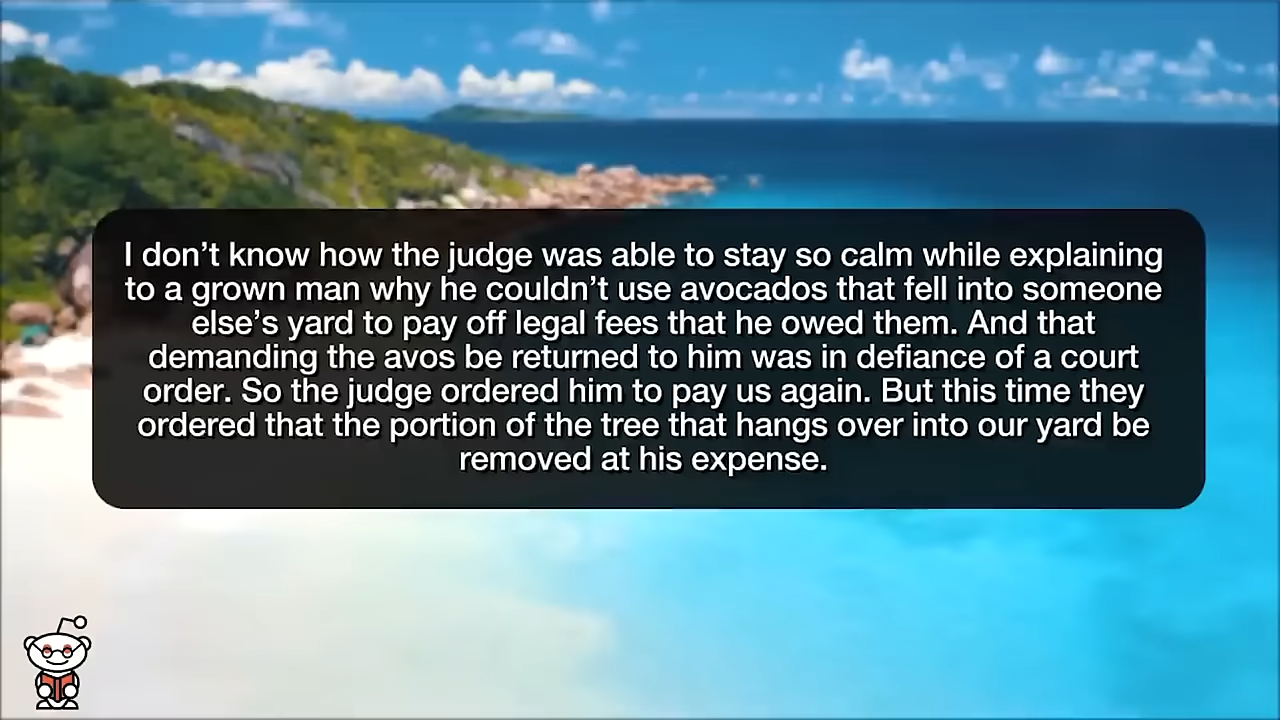 I don’t know how the judge was able to stay so calm while explaining
to a grown man why he couldn’t use avocados that fell into someone
else’s yard to pay off legal fees that he owed them. And that
demanding the avos be returned to him was in defiance of a court
order. So the judge ordered him to pay us again. But this time they
ordered that the portion of the tree that hangs over into our yard be
removed at his expense.